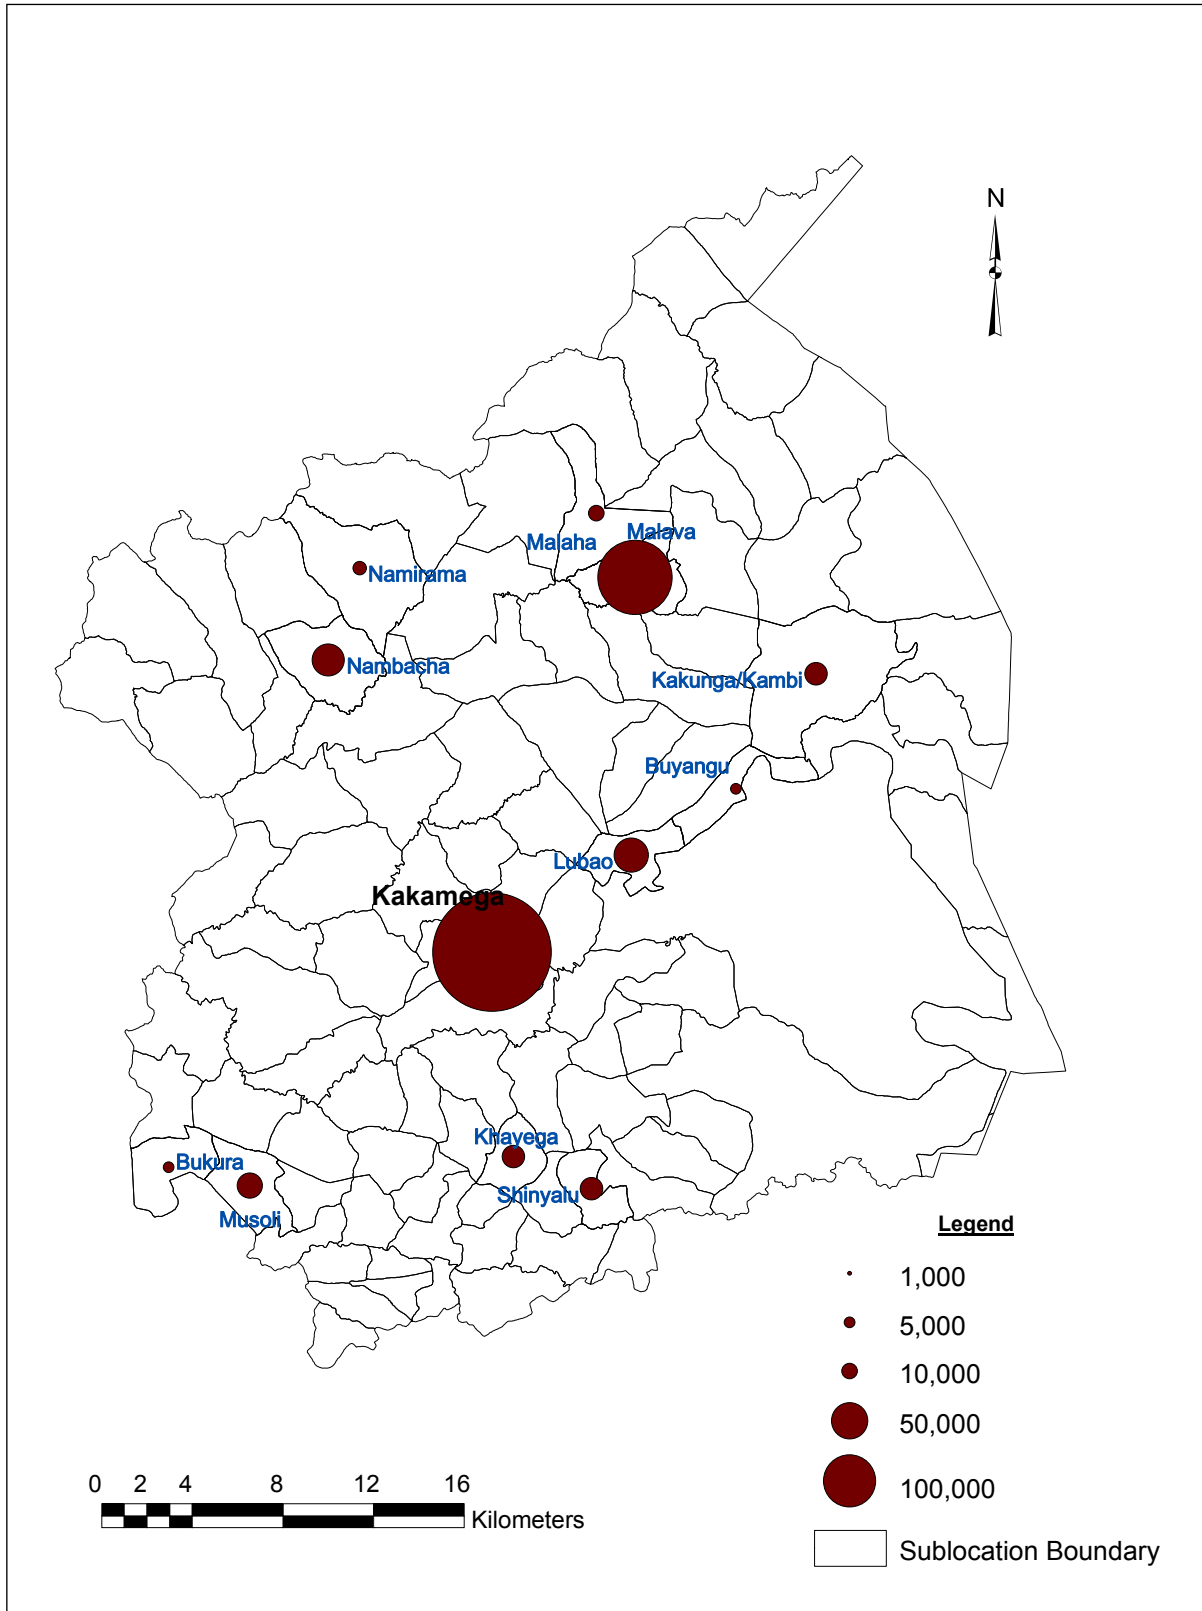 N
Malava
Malaha
Namirama
Nambacha
Kakunga/Kambi
Buyangu
Lubao
Kakamega
Khayega
Bukura
Shinyalu
Musoli
Legend
1,000
5,000
10,000
50,000
100,000
Sublocation Boundary
0 2 4 8 12 16
Kilometers